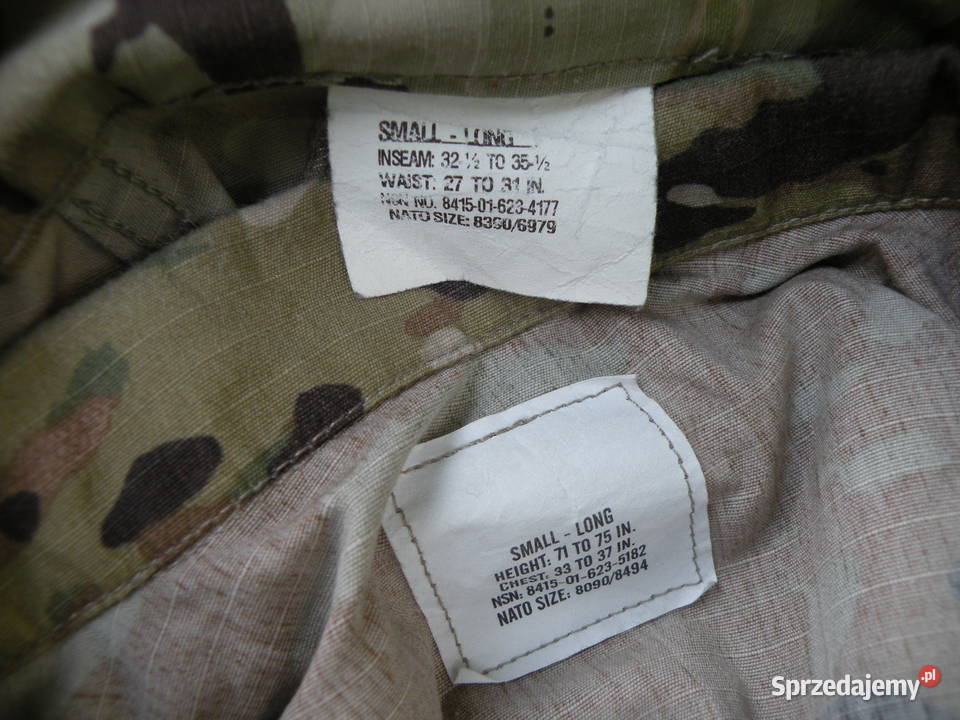 SMALL - LONG
INSEAM: 32 ½ TO 35-½
WAIST: 27 TO 31 IN.
NSN NO. 8415-01-623-4177
NATO SIZE: 8390/6979
SMALL - LONG
HEIGHT: 71 TO 75 IN.
CHEST: 33 TO 37 IN.
NSN: 8415-01-623-5182
NATO SIZE: 8090/8494
Sprzedajemy.pl